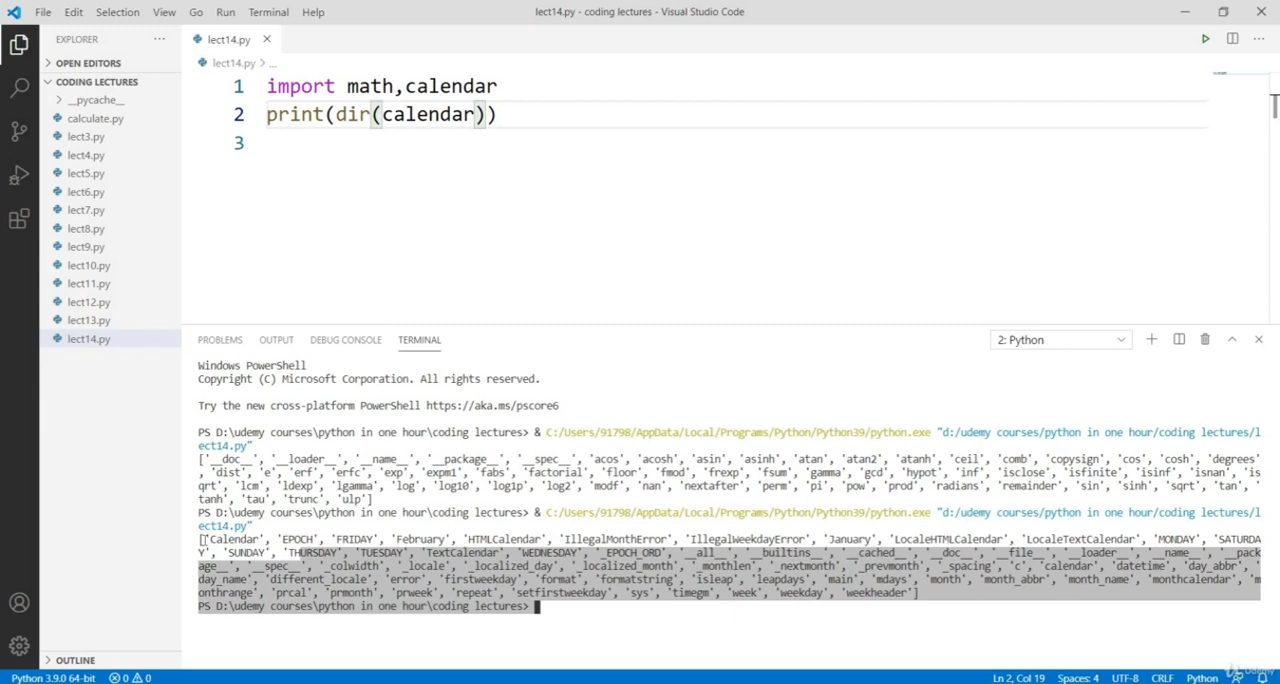 File Edit Selection View Go Run Terminal Help lect14.py - coding lectures - Visual Studio Code
EXPLORER ···
OPEN EDITORS
CODING LECTURES
__pycache__
calculate.py
lect3.py
lect4.py
lect5.py
lect6.py
lect7.py
lect8.py
lect9.py
lect10.py
lect11.py
lect12.py
lect13.py
lect14.py
OUTLINE
lect14.py
lect14.py > ...
1 import math,calendar
2 print(dir(calendar))
3
PROBLEMS OUTPUT DEBUG CONSOLE TERMINAL 2: Python
Windows PowerShell
Copyright (C) Microsoft Corporation. All rights reserved.
Try the new cross-platform PowerShell https://aka.ms/pscore6
PS D:\udemy courses\python in one hour\coding lectures> & C:/Users/91798/AppData/Local/Programs/Python/Python39/python.exe "d:/udemy courses/python in one hour/coding lectures/l
ect14.py"
['__doc__', '__loader__', '__name__', '__package__', '__spec__', 'acos', 'acosh', 'asin', 'asinh', 'atan', 'atan2', 'atanh', 'ceil', 'comb', 'copysign', 'cos', 'cosh', 'degrees'
, 'dist', 'e', 'erf', 'erfc', 'exp', 'expm1', 'fabs', 'factorial', 'floor', 'fmod', 'frexp', 'fsum', 'gamma', 'gcd', 'hypot', 'inf', 'isclose', 'isfinite', 'isinf', 'isnan', 'is
qrt', 'lcm', 'ldexp', 'lgamma', 'log', 'log10', 'log1p', 'log2', 'modf', 'nan', 'nextafter', 'perm', 'pi', 'pow', 'prod', 'radians', 'remainder', 'sin', 'sinh', 'sqrt', 'tan', '
tanh', 'tau', 'trunc', 'ulp']
PS D:\udemy courses\python in one hour\coding lectures> & C:/Users/91798/AppData/Local/Programs/Python/Python39/python.exe "d:/udemy courses/python in one hour/coding lectures/l
ect14.py"
['Calendar', 'EPOCH', 'FRIDAY', 'February', 'HTMLCalendar', 'IllegalMonthError', 'IllegalWeekdayError', 'January', 'LocaleHTMLCalendar', 'LocaleTextCalendar', 'MONDAY', 'SATURDA
Y', 'SUNDAY', 'THURSDAY', 'TUESDAY', 'TextCalendar', 'WEDNESDAY', '_EPOCH_ORD', '__all__', '__builtins__', '__cached__', '__doc__', '__file__', '__loader__', '__name__', '__pack
age__', '__spec__', '_colwidth', '_locale', '_localized_day', '_localized_month', '_monthlen', '_nextmonth', '_prevmonth', '_spacing', 'c', 'calendar', 'datetime', 'day_abbr', '
day_name', 'different_locale', 'error', 'firstweekday', 'format', 'formatstring', 'isleap', 'leapdays', 'main', 'mdays', 'month', 'month_abbr', 'month_name', 'monthcalendar', 'm
onthrange', 'prcal', 'prmonth', 'prweek', 'repeat', 'setfirstweekday', 'sys', 'timegm', 'week', 'weekday', 'weekheader']
PS D:\udemy courses\python in one hour\coding lectures>
Python 3.9.0 64-bit 0 0 Ln 2, Col 19 Spaces: 4 UTF-8 CRLF Python
Udemy